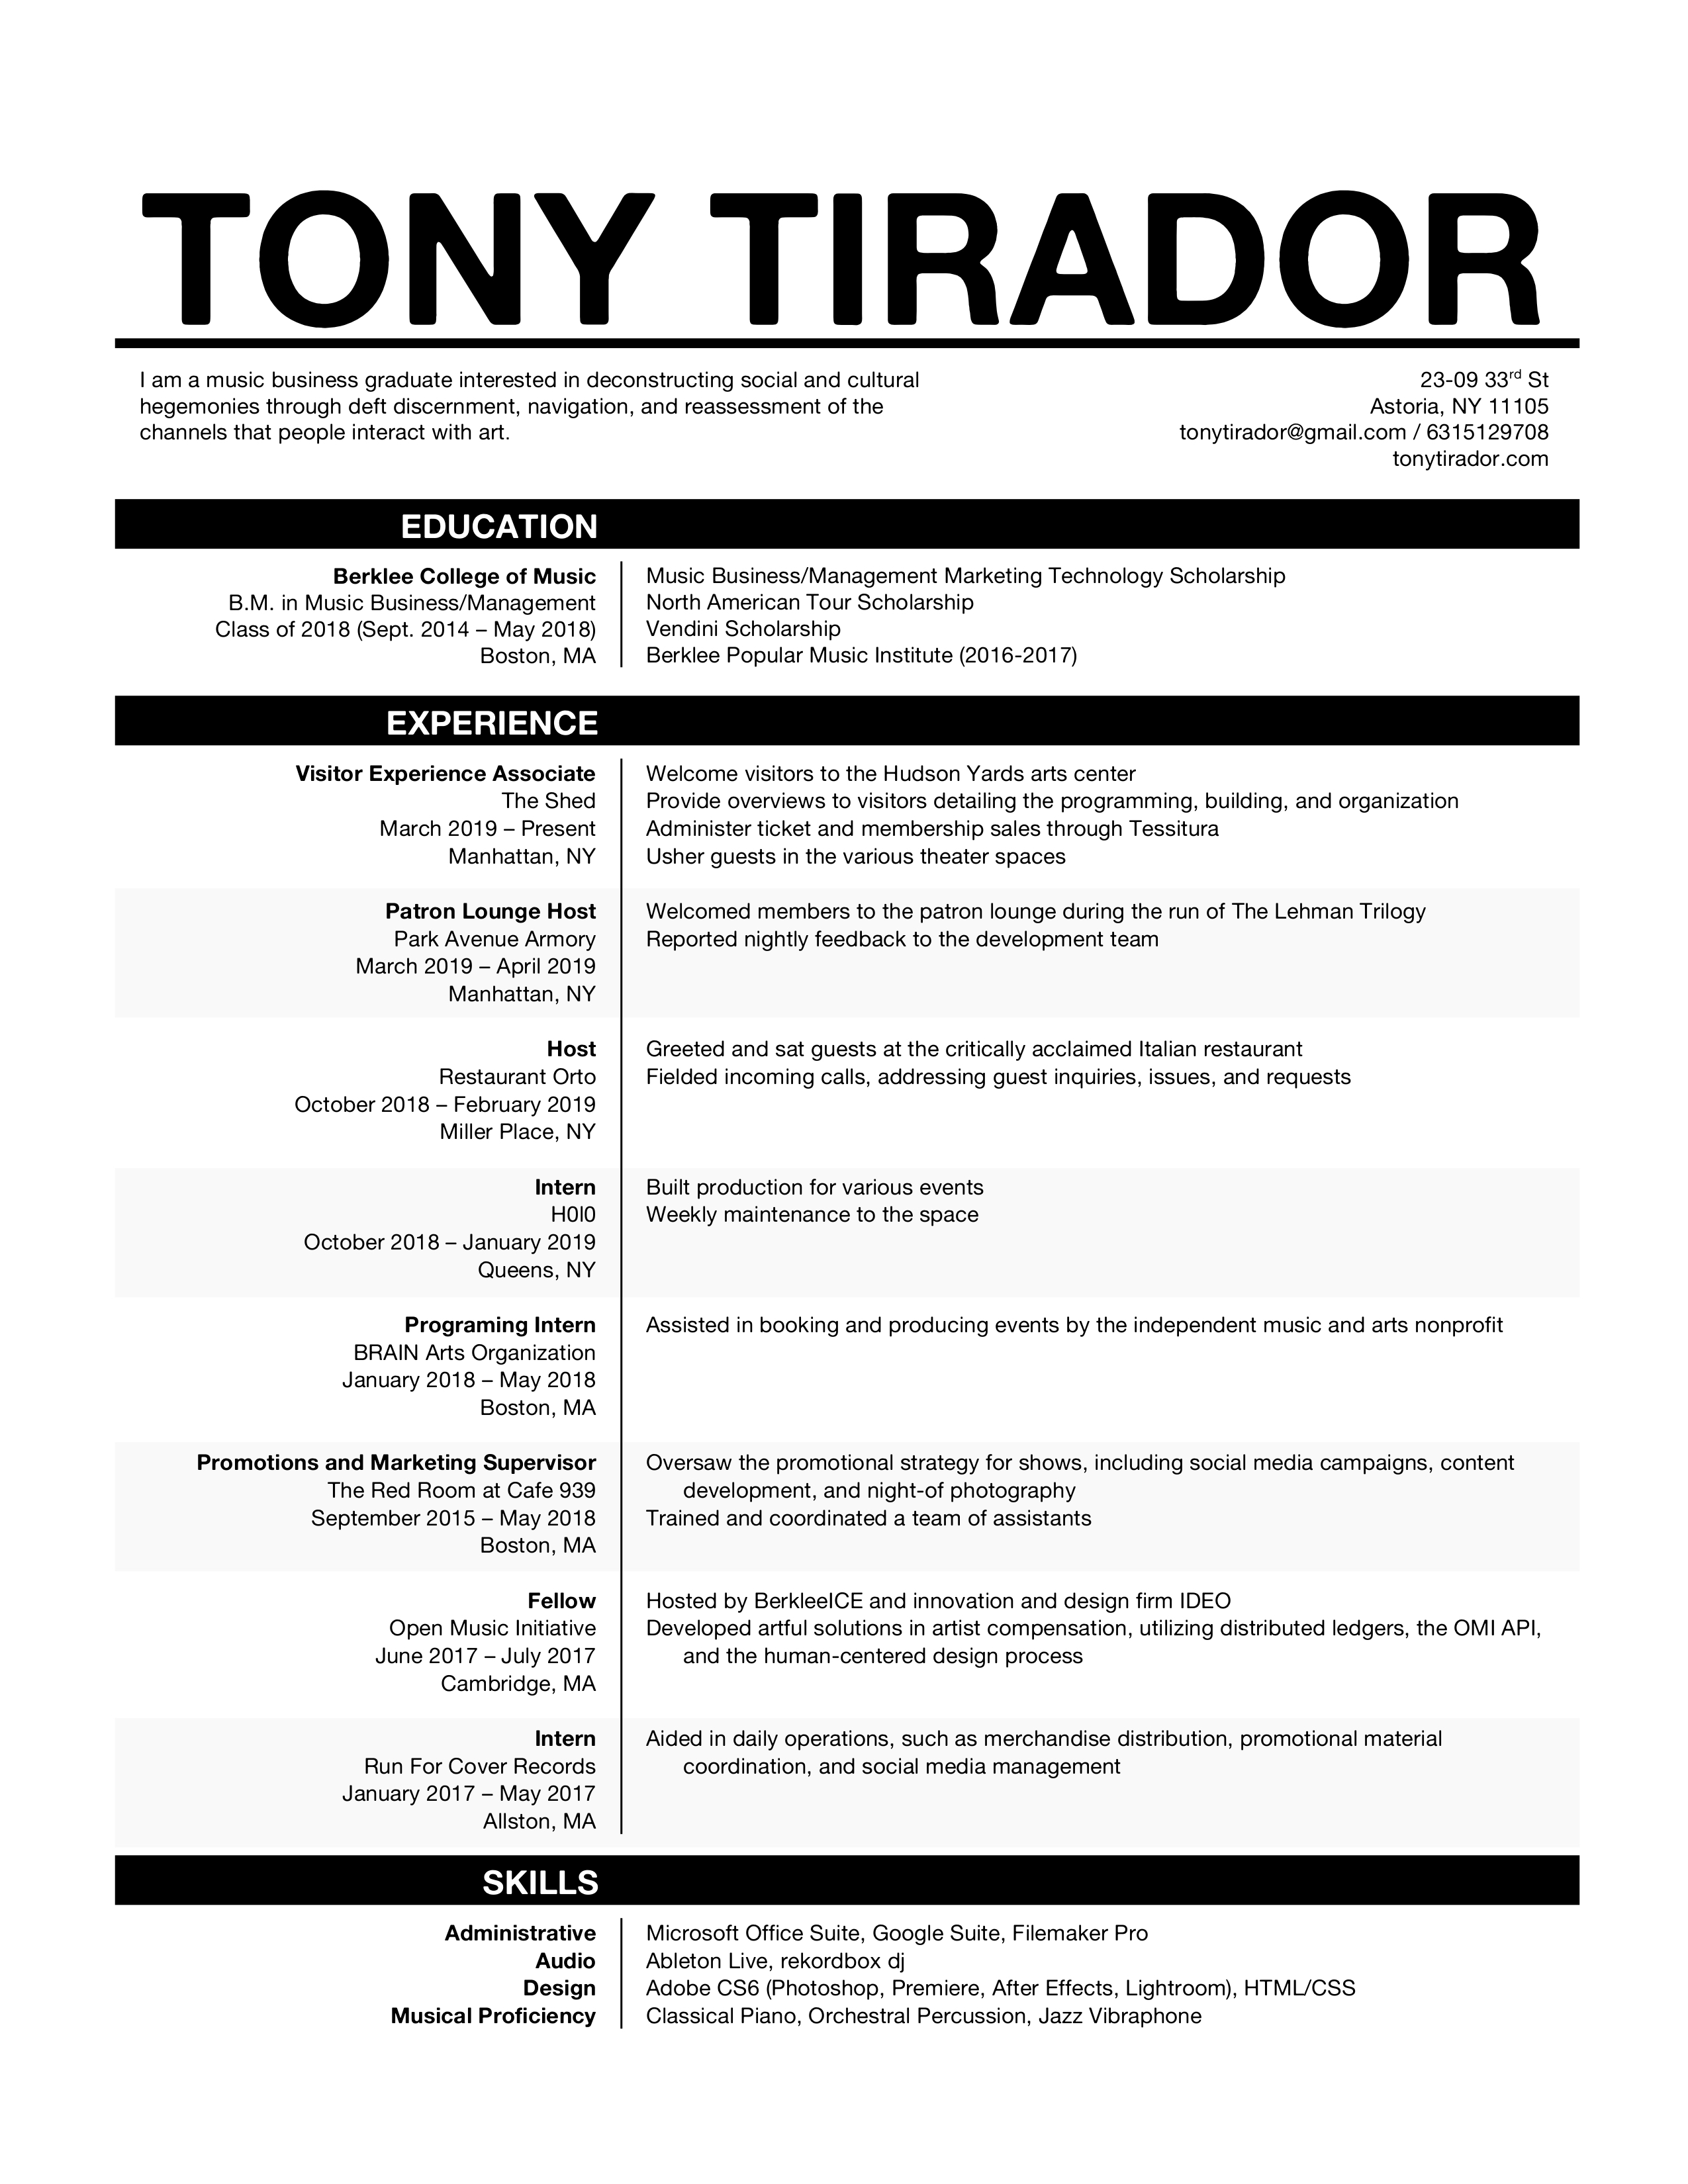 TONY TIRADOR
I am a music business graduate interested in deconstructing social and cultural
hegemonies through deft discernment, navigation, and reassessment of the
channels that people interact with art.
23-09 33rd St
Astoria, NY 11105
tonytirador@gmail.com / 6315129708
tonytirador.com
EDUCATION
Berklee College of Music
B.M. in Music Business/Management
Class of 2018 (Sept. 2014 – May 2018)
Boston, MA
Music Business/Management Marketing Technology Scholarship
North American Tour Scholarship
Vendini Scholarship
Berklee Popular Music Institute (2016-2017)
EXPERIENCE
Visitor Experience Associate
The Shed
March 2019 – Present
Manhattan, NY
Welcome visitors to the Hudson Yards arts center
Provide overviews to visitors detailing the programming, building, and organization
Administer ticket and membership sales through Tessitura
Usher guests in the various theater spaces
Patron Lounge Host
Park Avenue Armory
March 2019 – April 2019
Manhattan, NY
Welcomed members to the patron lounge during the run of The Lehman Trilogy
Reported nightly feedback to the development team
Host
Restaurant Orto
October 2018 – February 2019
Miller Place, NY
Greeted and sat guests at the critically acclaimed Italian restaurant
Fielded incoming calls, addressing guest inquiries, issues, and requests
Intern
H0l0
October 2018 – January 2019
Queens, NY
Built production for various events
Weekly maintenance to the space
Programing Intern
BRAIN Arts Organization
January 2018 – May 2018
Boston, MA
Assisted in booking and producing events by the independent music and arts nonprofit
Promotions and Marketing Supervisor
The Red Room at Cafe 939
September 2015 – May 2018
Boston, MA
Oversaw the promotional strategy for shows, including social media campaigns, content
development, and night-of photography
Trained and coordinated a team of assistants
Fellow
Open Music Initiative
June 2017 – July 2017
Cambridge, MA
Hosted by BerkleeICE and innovation and design firm IDEO
Developed artful solutions in artist compensation, utilizing distributed ledgers, the OMI API,
and the human-centered design process
Intern
Run For Cover Records
January 2017 – May 2017
Allston, MA
Aided in daily operations, such as merchandise distribution, promotional material
coordination, and social media management
SKILLS
Administrative
Audio
Design
Musical Proficiency
Microsoft Office Suite, Google Suite, Filemaker Pro
Ableton Live, rekordbox dj
Adobe CS6 (Photoshop, Premiere, After Effects, Lightroom), HTML/CSS
Classical Piano, Orchestral Percussion, Jazz Vibraphone